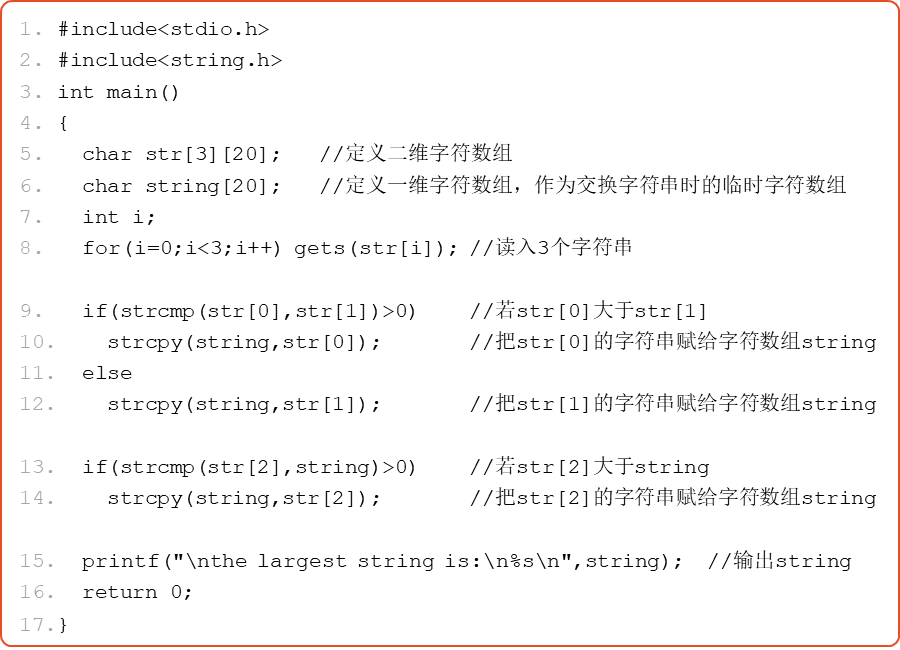 1. #include<stdio.h>
2. #include<string.h>
3. int main()
4. {
5.   char str[3][20];   //定义二维字符数组
6.   char string[20];   //定义一维字符数组，作为交换字符串时的临时字符数组
7.   int i;
8.   for(i=0;i<3;i++) gets(str[i]); //读入3个字符串
9.   if(strcmp(str[0],str[1])>0)    //若str[0]大于str[1]
10.    strcpy(string,str[0]);       //把str[0]的字符串赋给字符数组string
11.  else
12.    strcpy(string,str[1]);       //把str[1]的字符串赋给字符数组string
13.  if(strcmp(str[2],string)>0)    //若str[2]大于string
14.    strcpy(string,str[2]);       //把str[2]的字符串赋给字符数组string
15.  printf("\nthe largest string is:\n%s\n",string);  //输出string
16.  return 0;
17.}